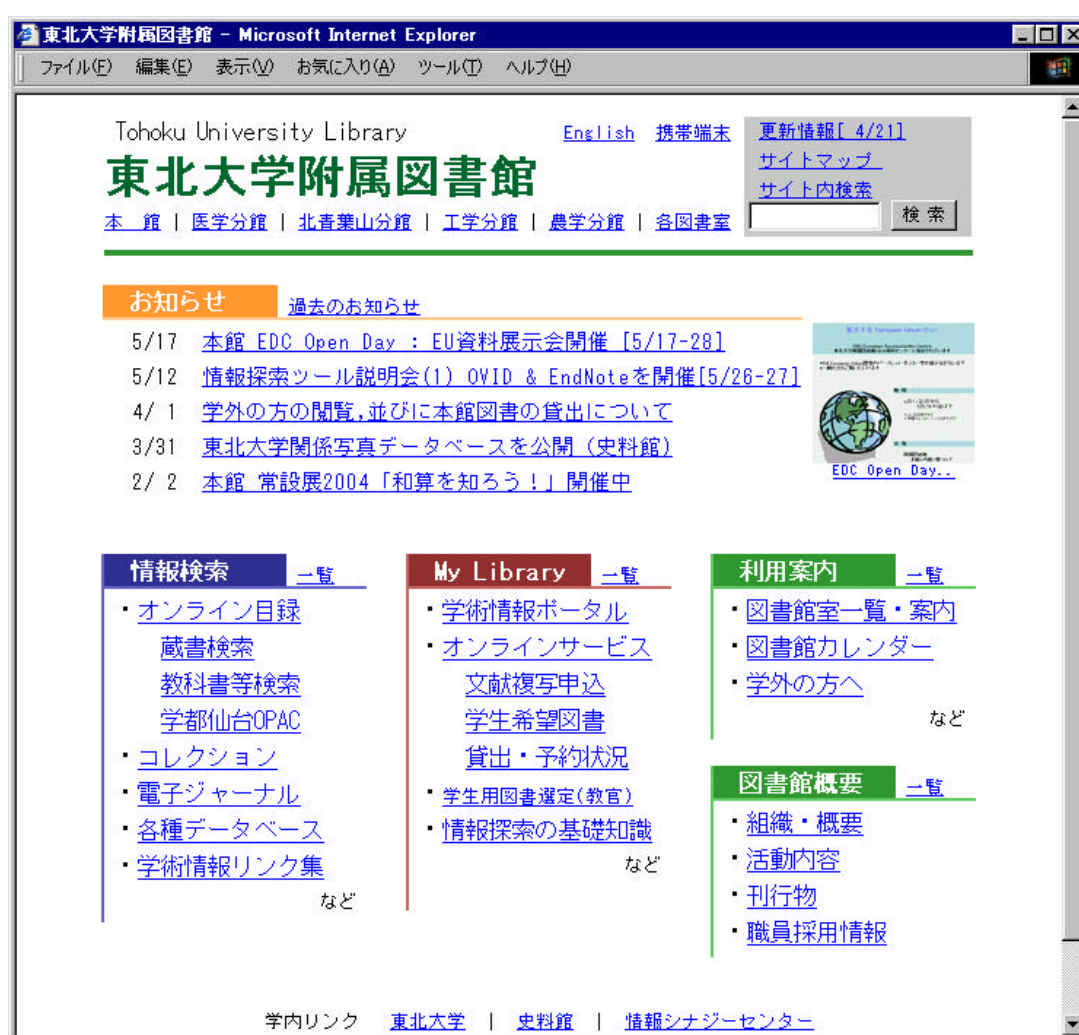 東北大学附属図書館 - Microsoft Internet Explorer
ファイル(F) 編集(E) 表示(V) お気に入り(A) ツール(T) ヘルプ(H)
Tohoku University Library
English 携帯端末
東北大学附属図書館
本 館 | 医学分館 | 北青葉山分館 | 工学分館 | 農学分館 | 各図書室
更新情報[ 4/21]
サイトマップ
サイト内検索
検 索
お知らせ 過去のお知らせ
5/17 本館 EDC Open Day : EU資料展示会開催 [5/17-28]
5/12 情報探索ツール説明会(1) OVID & EndNoteを開催[5/26-27]
4/ 1 学外の方の閲覧,並びに本館図書の貸出について
3/31 東北大学関係写真データベースを公開（史料館）
2/ 2 本館 常設展2004「和算を知ろう！」開催中
EDC Open Day..
情報検索 一覧
・オンライン目録
蔵書検索
教科書等検索
学都仙台OPAC
・コレクション
・電子ジャーナル
・各種データベース
・学術情報リンク集
など
My Library 一覧
・学術情報ポータル
・オンラインサービス
文献複写申込
学生希望図書
貸出・予約状況
・学生用図書選定(教官)
・情報探索の基礎知識
など
利用案内 一覧
・図書館室一覧・案内
・図書館カレンダー
・学外の方へ
など
図書館概要 一覧
・組織・概要
・活動内容
・刊行物
・職員採用情報
学内リンク 東北大学 | 史料館 | 情報シナジーセンター